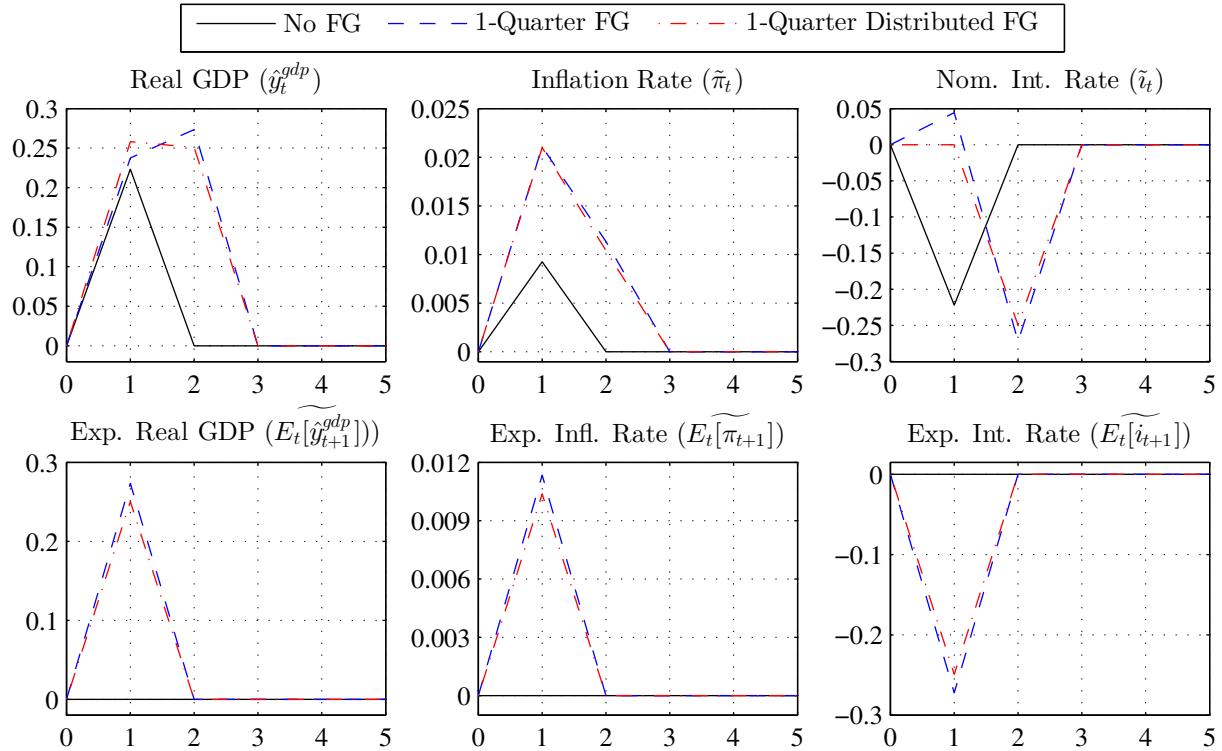 No FG 1-Quarter FG 1-Quarter Distributed FG
Real GDP (ŷ_t^{gdp})
0.3
0.25
0.2
0.15
0.1
0.05
0
0 1 2 3 4 5
Inflation Rate (π̃_t)
0.025
0.02
0.015
0.01
0.005
0
0 1 2 3 4 5
Nom. Int. Rate (ĩ_t)
0.05
0
−0.05
−0.1
−0.15
−0.2
−0.25
−0.3
0 1 2 3 4 5
Exp. Real GDP (\widetilde{E_t[ŷ_{t+1}^{gdp}]}))
0.3
0.2
0.1
0
0 1 2 3 4 5
Exp. Infl. Rate (\widetilde{E_t[π_{t+1}]})
0.012
0.009
0.006
0.003
0
0 1 2 3 4 5
Exp. Int. Rate (\widetilde{E_t[i_{t+1}]})
0
−0.1
−0.2
−0.3
0 1 2 3 4 5